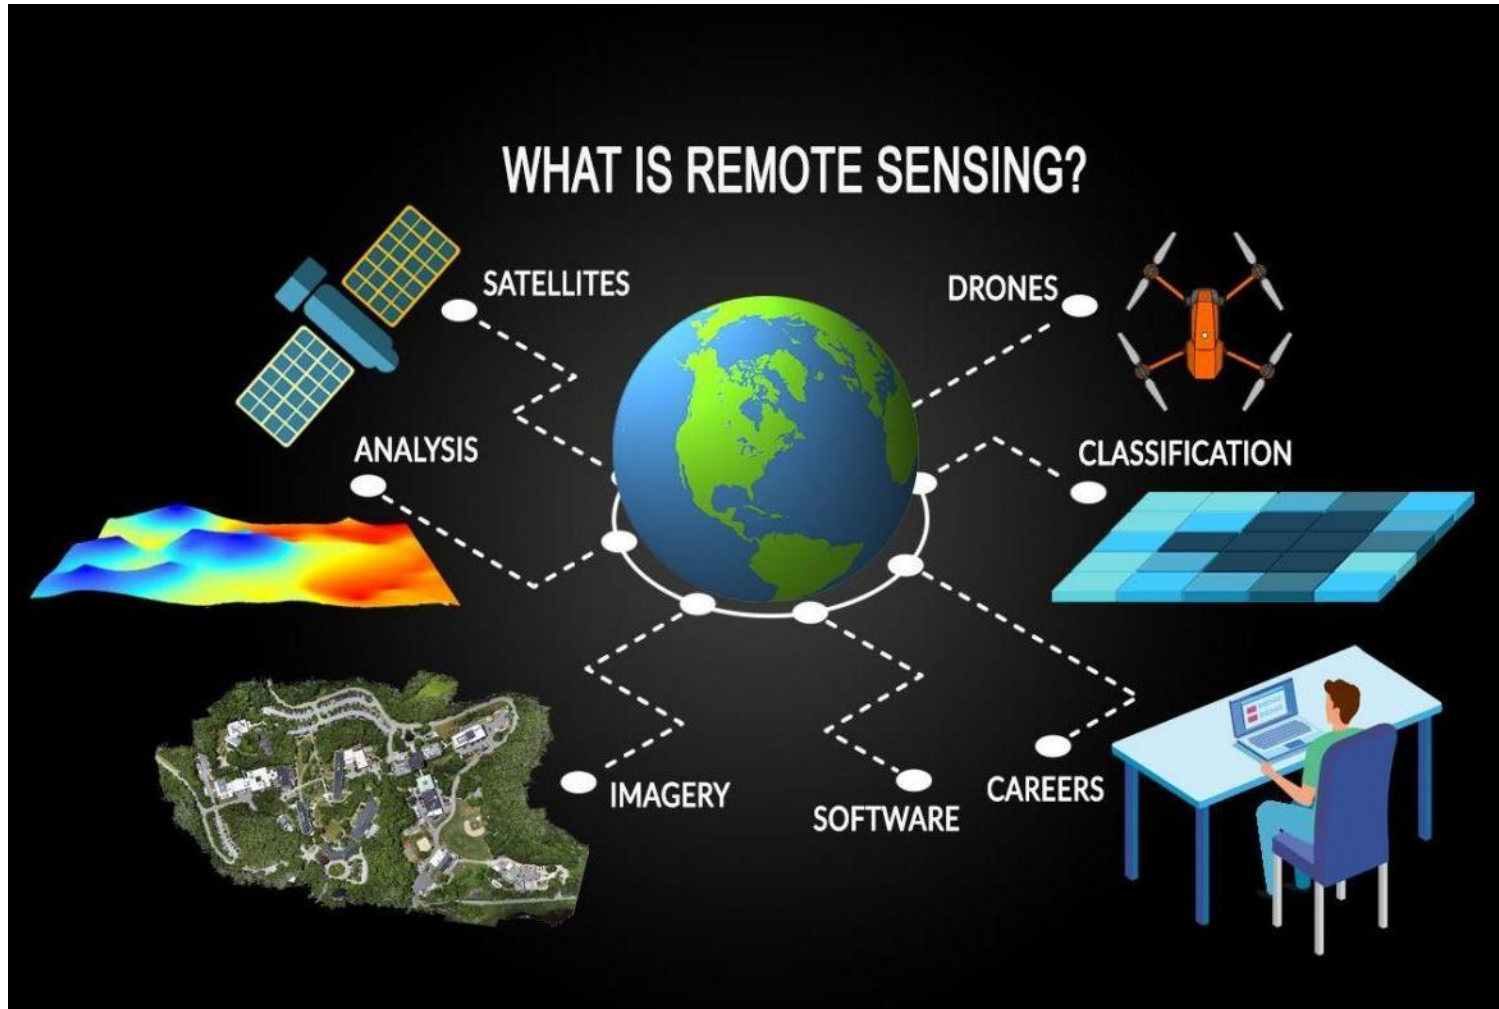 WHAT IS REMOTE SENSING?
SATELLITES
DRONES
ANALYSIS
CLASSIFICATION
IMAGERY
SOFTWARE
CAREERS